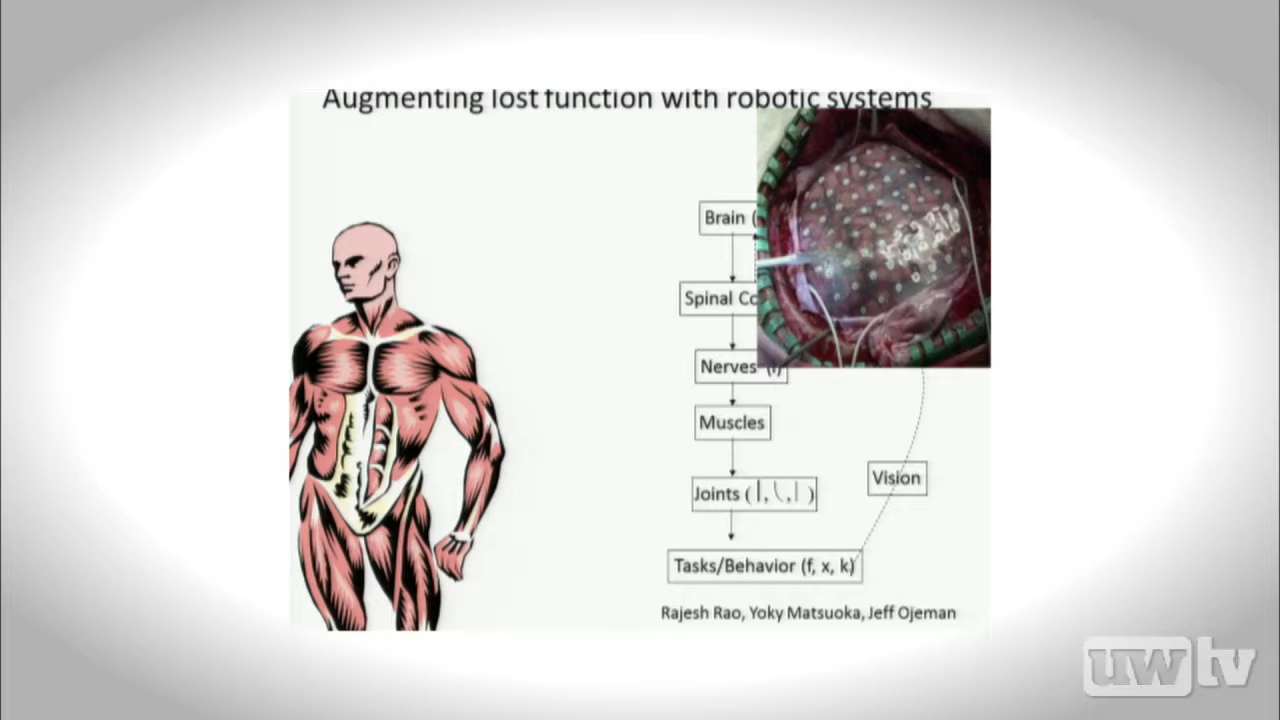 Augmenting lost function with robotic systems
Brain (
Spinal Co
Nerves
Muscles
Joints (
Vision
Tasks/Behavior (f, x, k)
Rajesh Rao, Yoky Matsuoka, Jeff Ojeman
uwtv